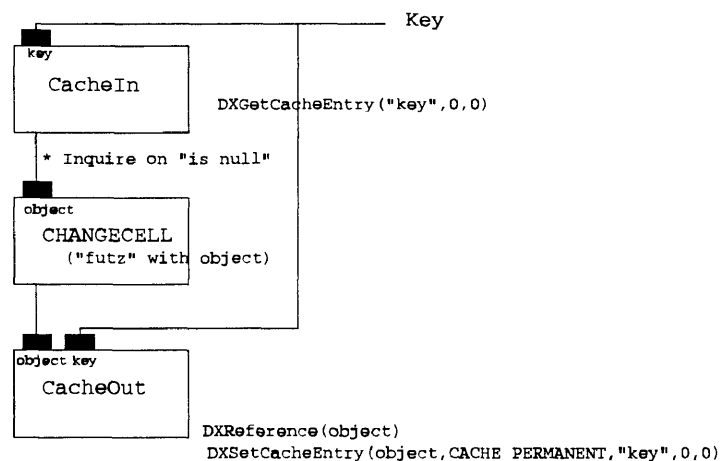 Key
key
CacheIn
DXGetCacheEntry("key",0,0)
* Inquire on "is null"
object
CHANGECELL
("futz" with object)
object key
CacheOut
DXReference(object)
DXSetCacheEntry(object,CACHE PERMANENT,"key",0,0)